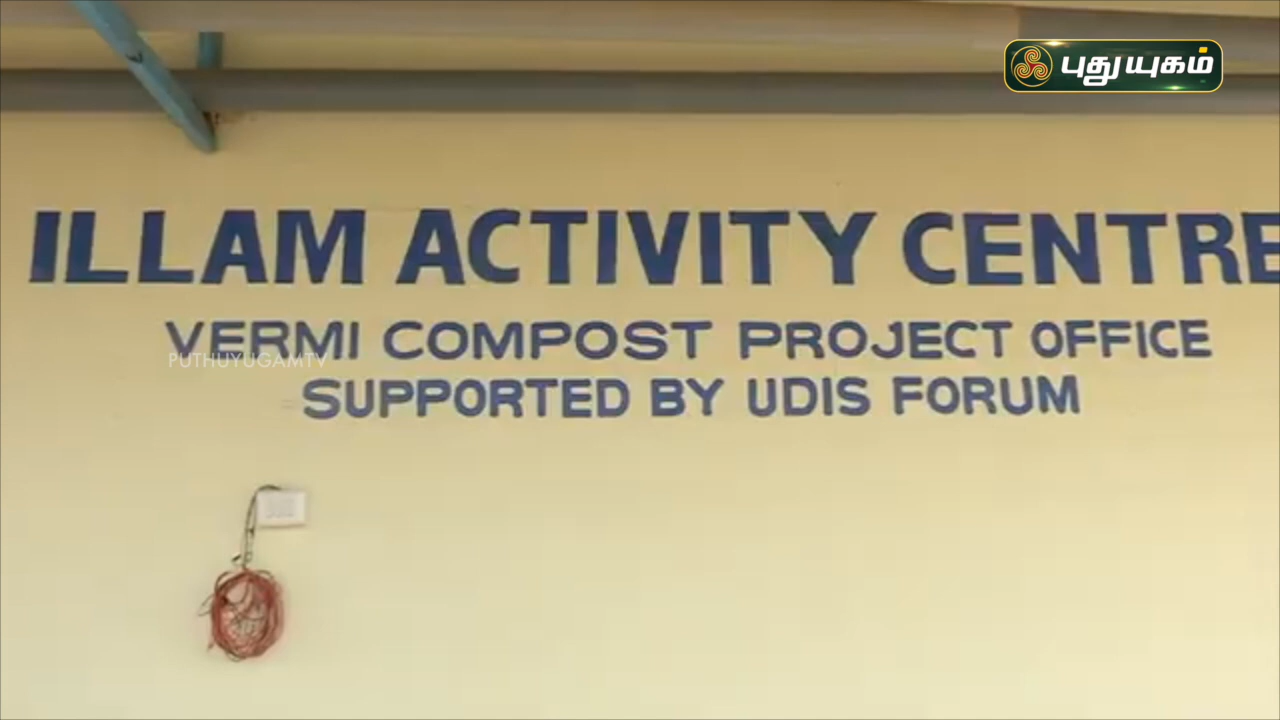 புதுயுகம்
ILLAM ACTIVITY CENTRE
VERMI COMPOST PROJECT OFFICE
PUTHUYUGAMTV
SUPPORTED BY UDIS FORUM